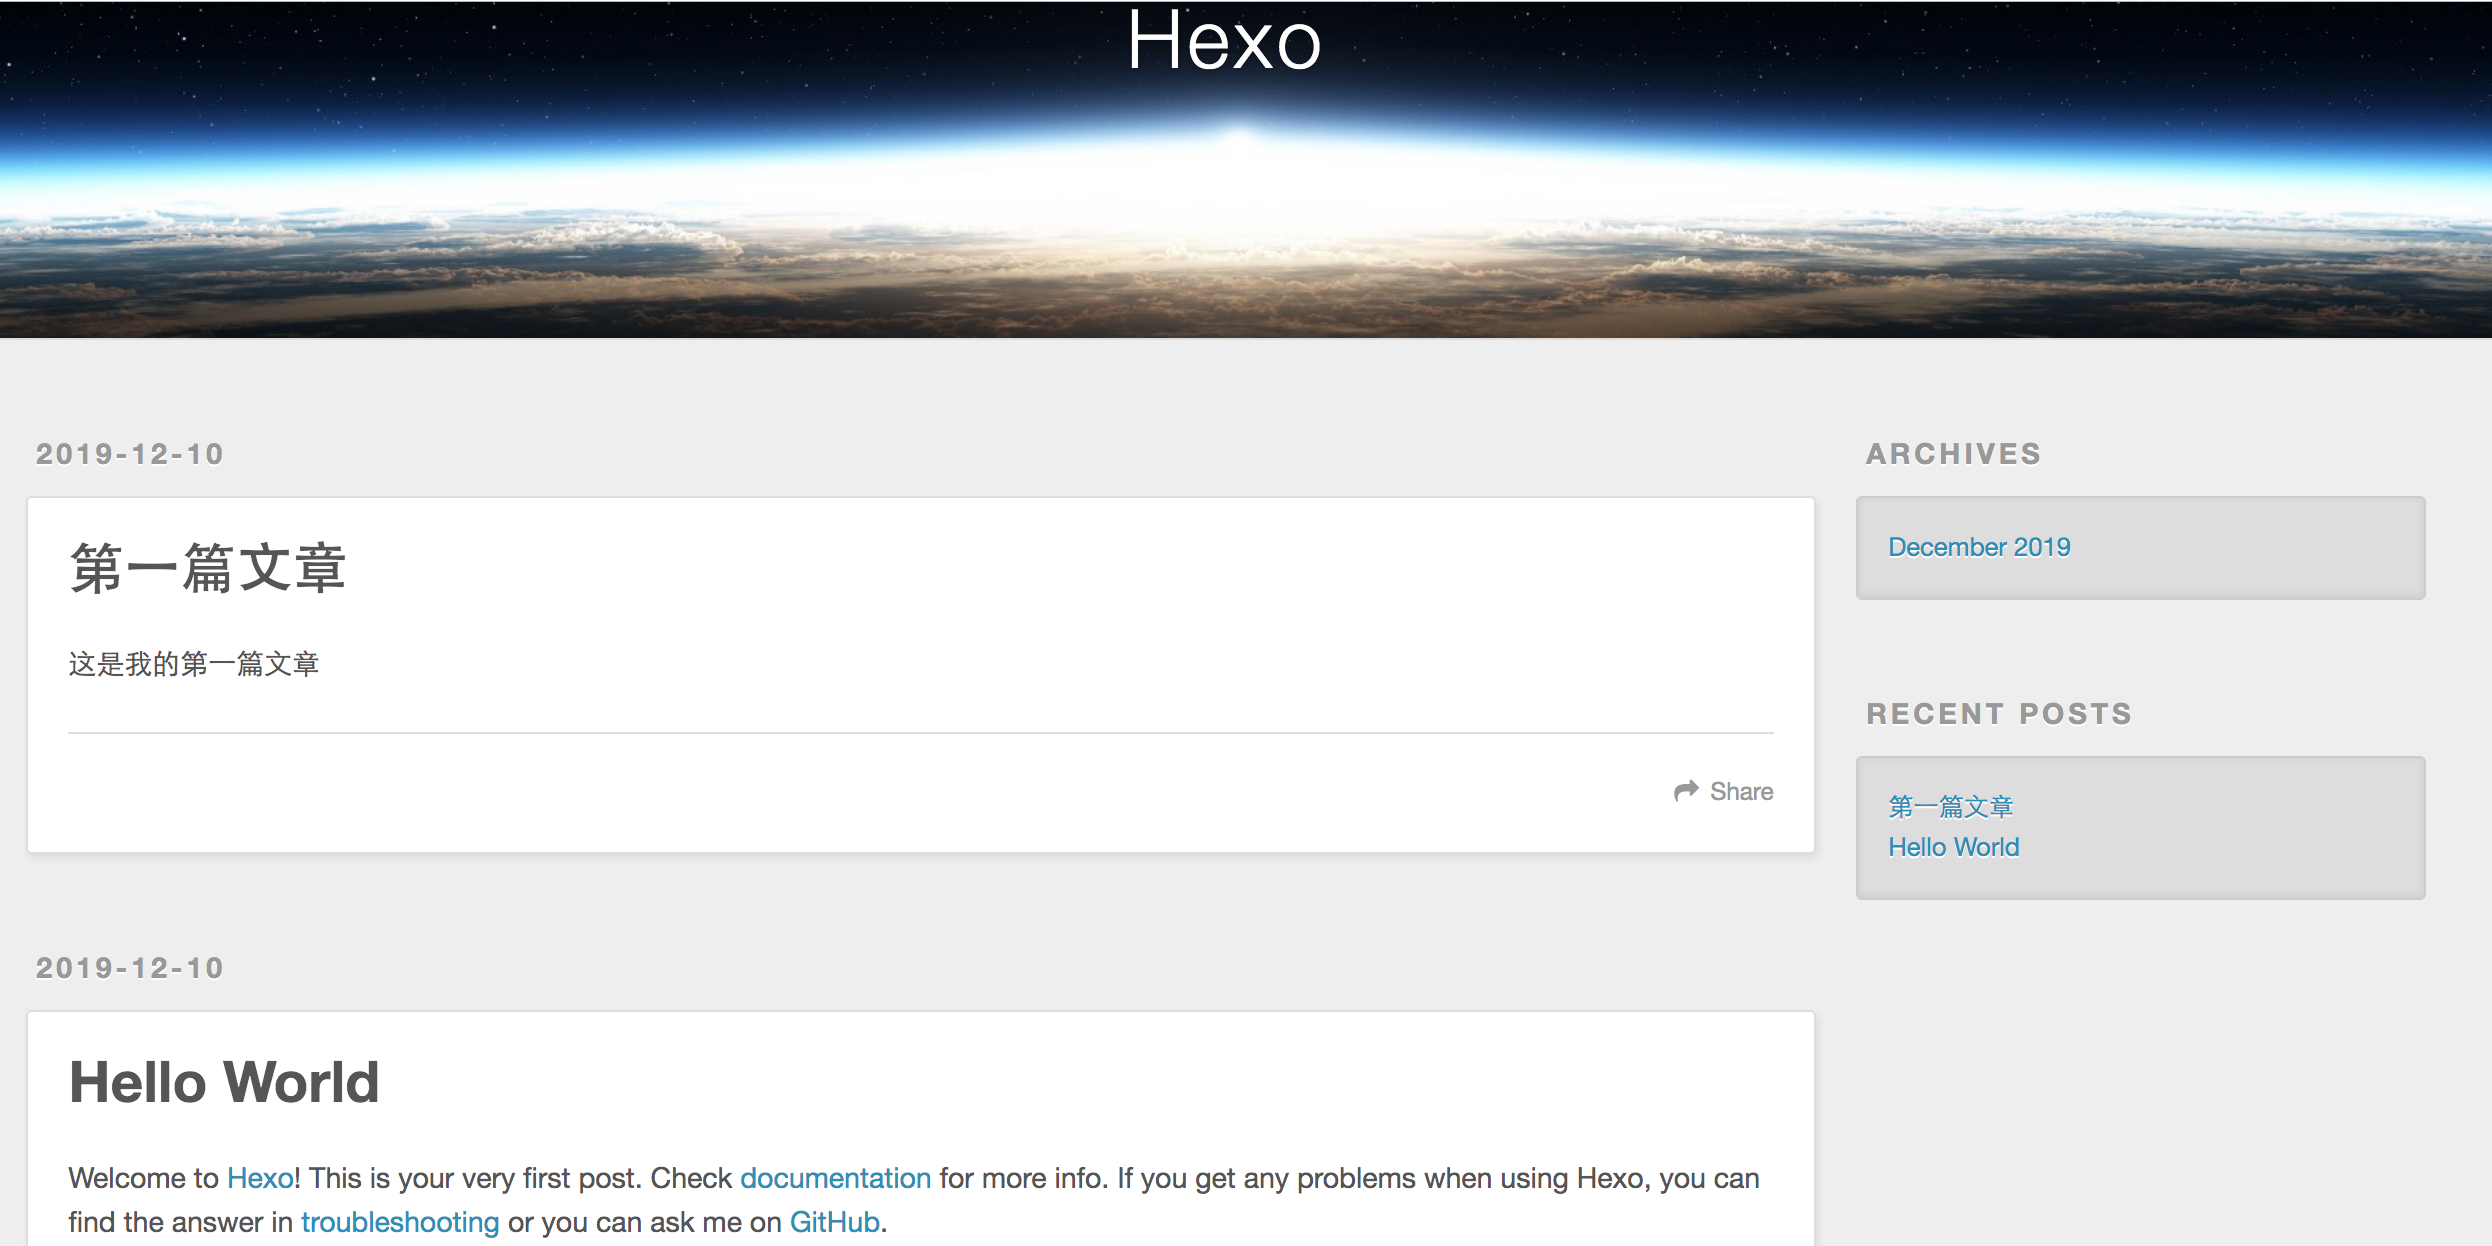 Hexo
2019-12-10
第一篇文章
这是我的第一篇文章
Share
2019-12-10
Hello World
Welcome to Hexo! This is your very first post. Check documentation for more info. If you get any problems when using Hexo, you can
find the answer in troubleshooting or you can ask me on GitHub.
ARCHIVES
December 2019
RECENT POSTS
第一篇文章
Hello World